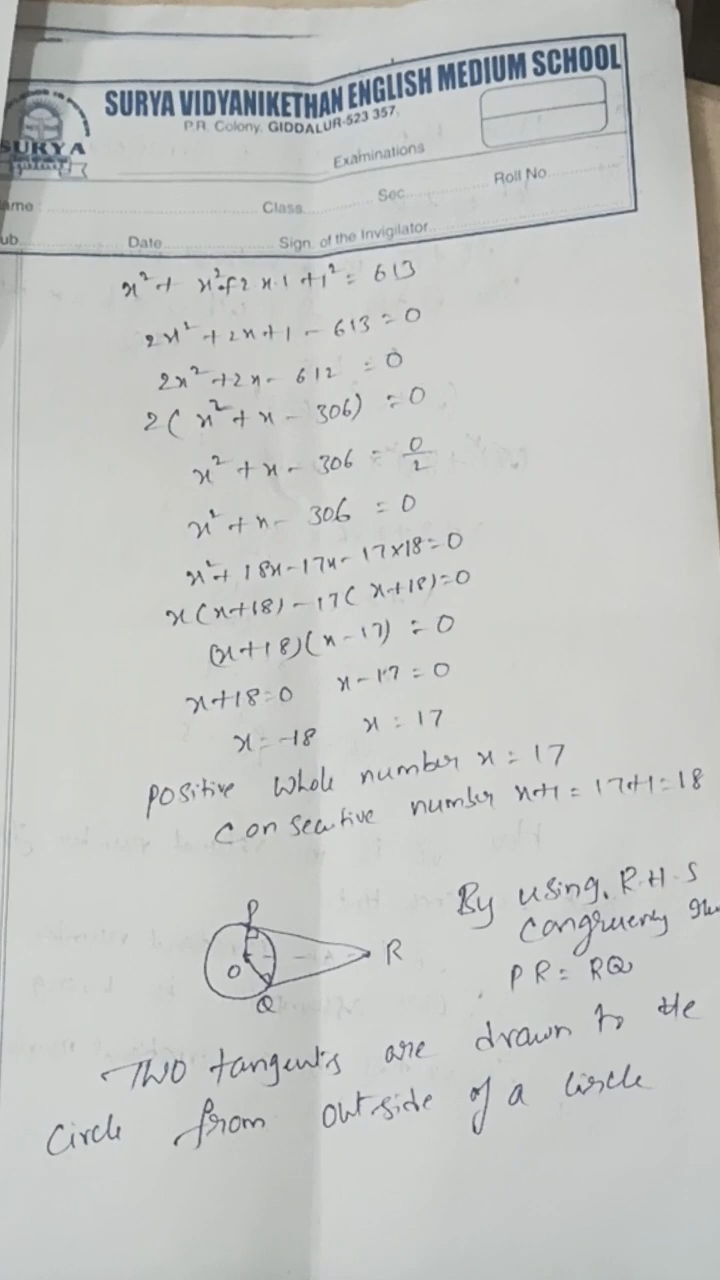 SURYA VIDYANIKETHAN ENGLISH MEDIUM SCHOOL
P.R. Colony, GIDDALUR-523 357.
SURYA
Examinations
ame Class Sec Roll No
ub Date Sign. of the Invigilator
x² + x² + 2x·1 + 1² = 613
2x² + 2x + 1 - 613 = 0
2x² + 2x - 612 = 0
2(x² + x - 306) = 0
x² + x - 306 = 0/2
x² + x - 306 = 0
x² + 18x - 17x - 17×18 = 0
x(x+18) - 17(x+18) = 0
(x+18)(x-17) = 0
x+18=0 x-17=0
x=-18 x=17
positive whole number x = 17
consecutive number x+1 = 17+1=18
P
O
Q
R
By using, R.H.S
congruency
PR = RQ
Two tangents are drawn to the
circle from outside of a circle